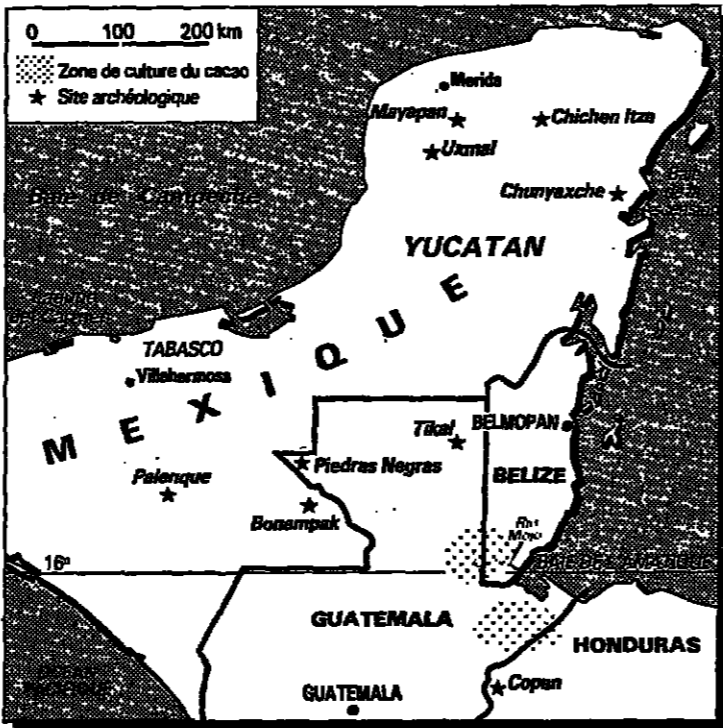 0 100 200 km
Zone de culture du cacao
Site archéologique
Merida
Mayapan
Chichen Itza
Uxmal
Chunyaxche
Baie de Campeche
YUCATAN
MEXIQUE
TABASCO
Villehermosa
Tikal
BELMOPAN
Piedras Negras
BELIZE
Palenque
Bonampak
16°
GUATEMALA
HONDURAS
Copan
GUATEMALA